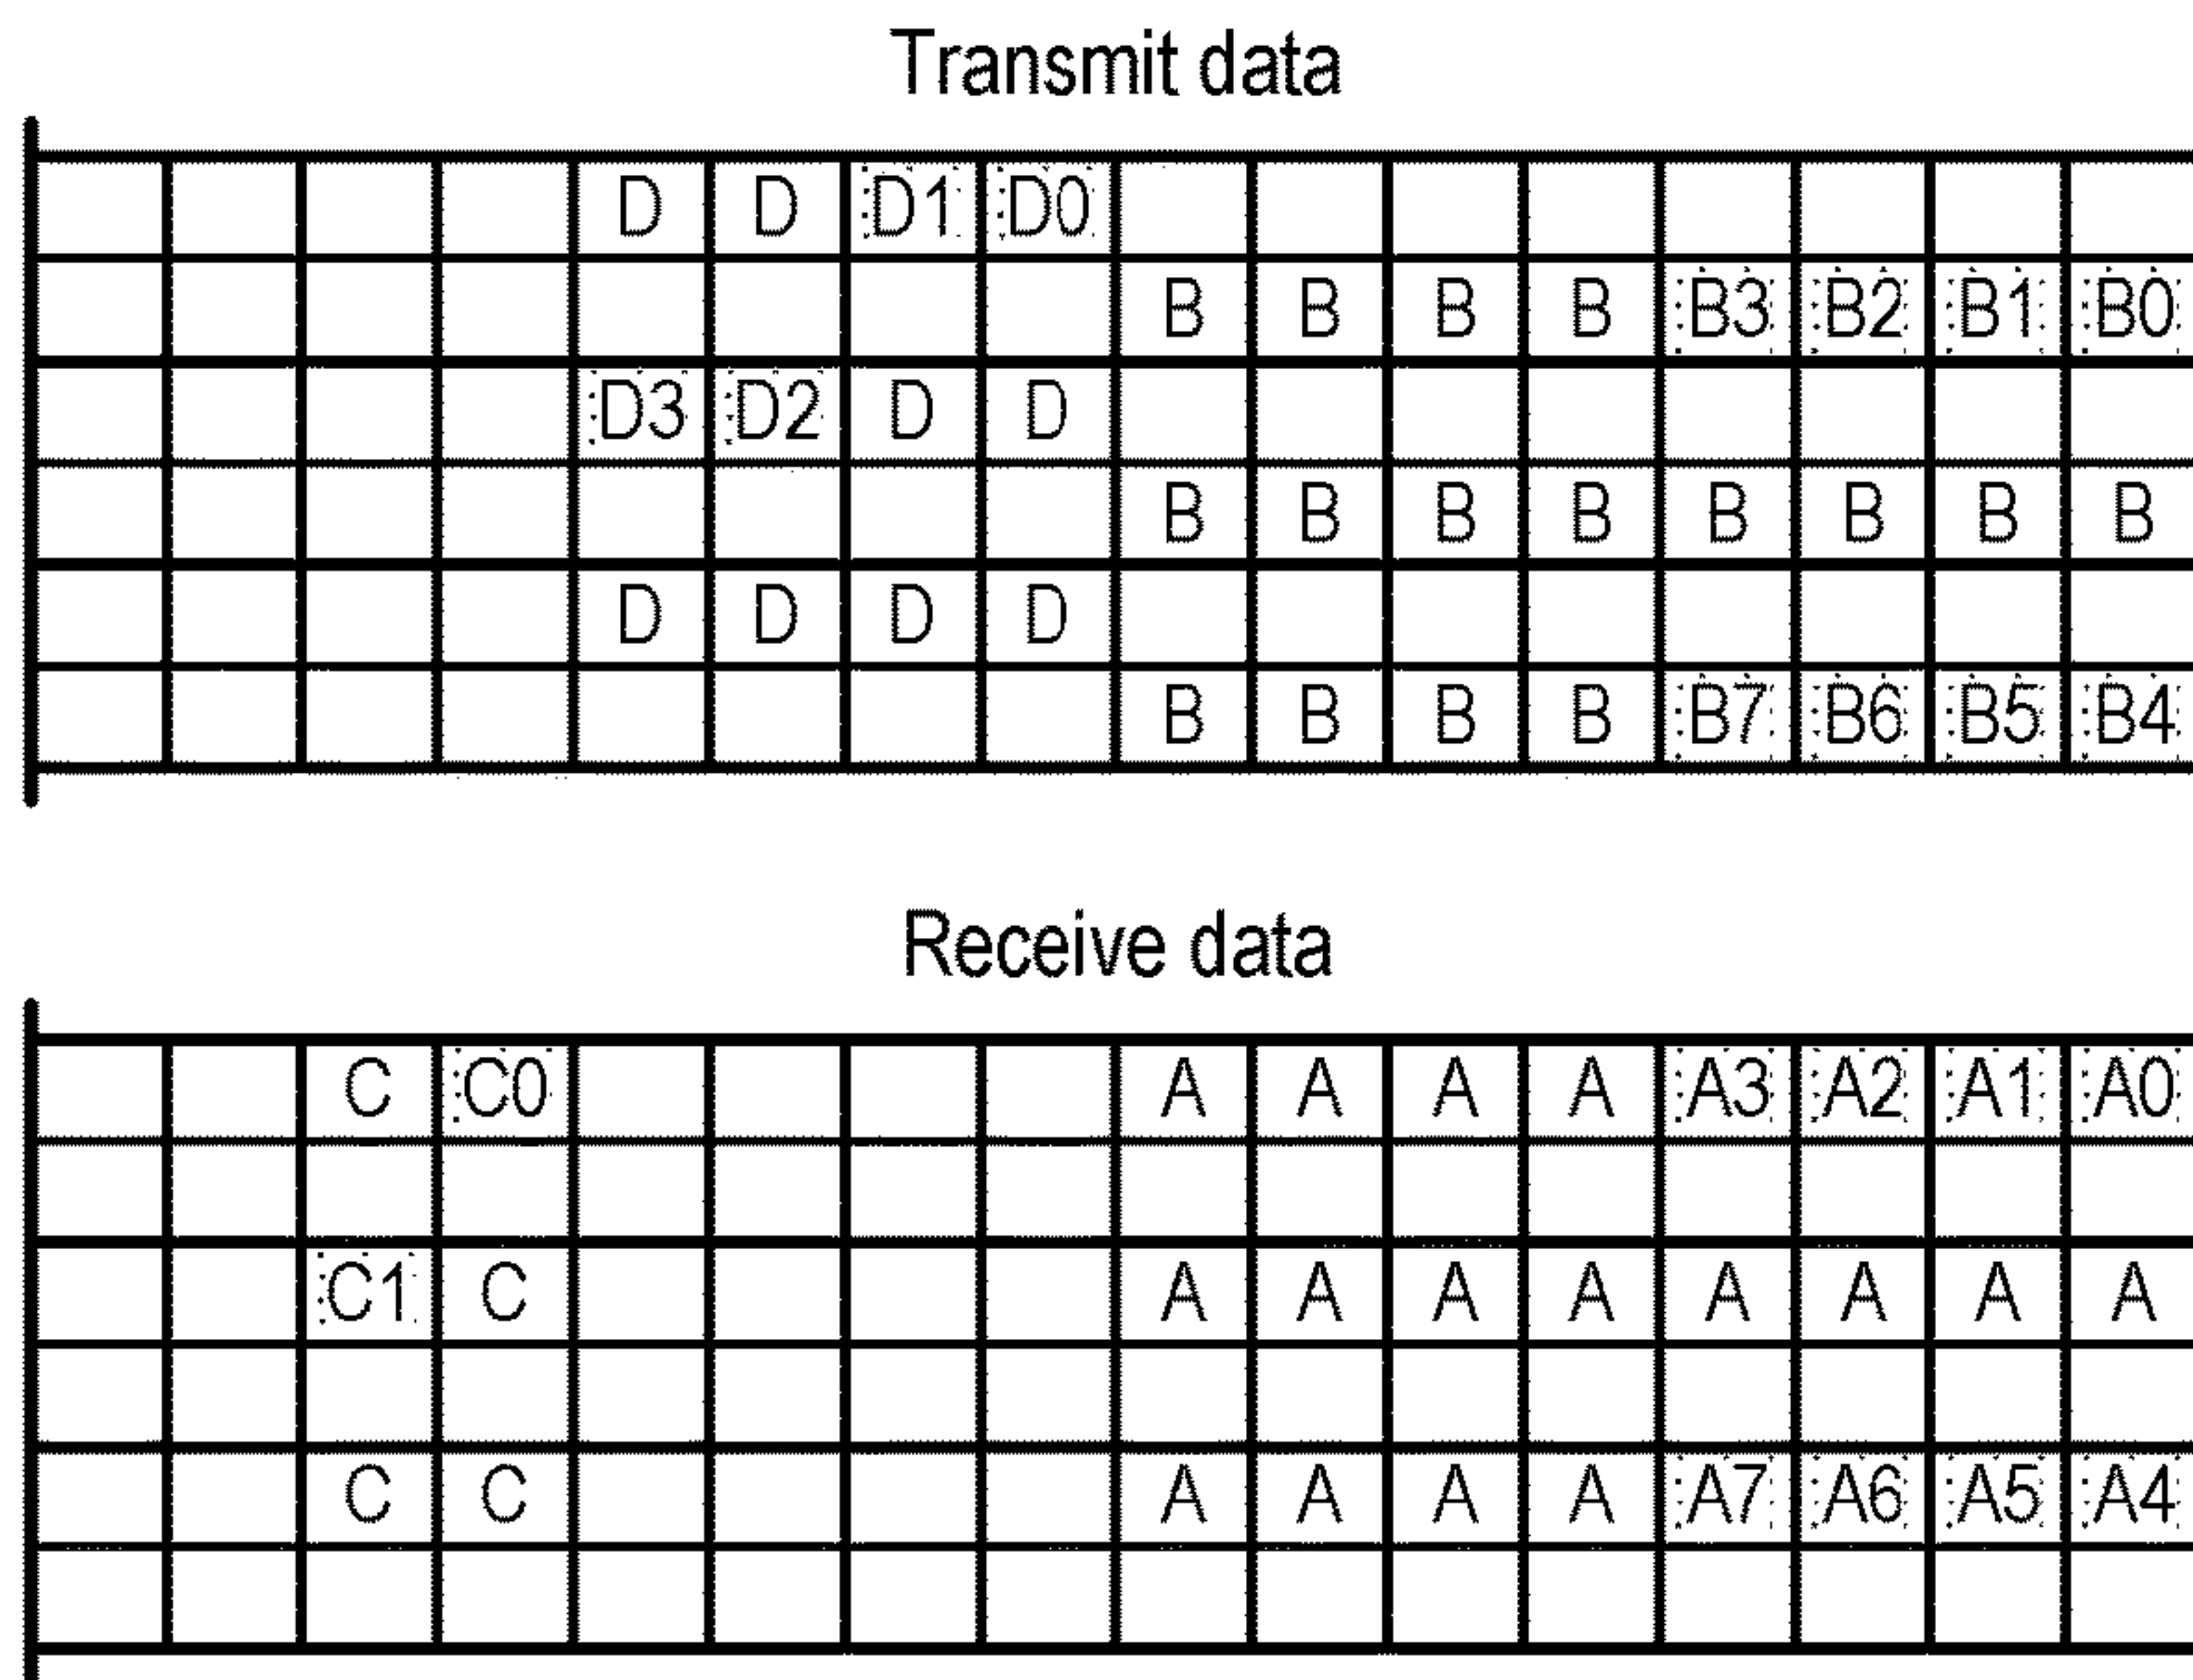 Transmit data
D D D1 D0
B B B B B3 B2 B1 B0
D3 D2 D D
B B B B B B B B
D D D D
B B B B B7 B6 B5 B4
Receive data
C C0 A A A A A3 A2 A1 A0
C1 C A A A A A A A A
C C A A A A A7 A6 A5 A4